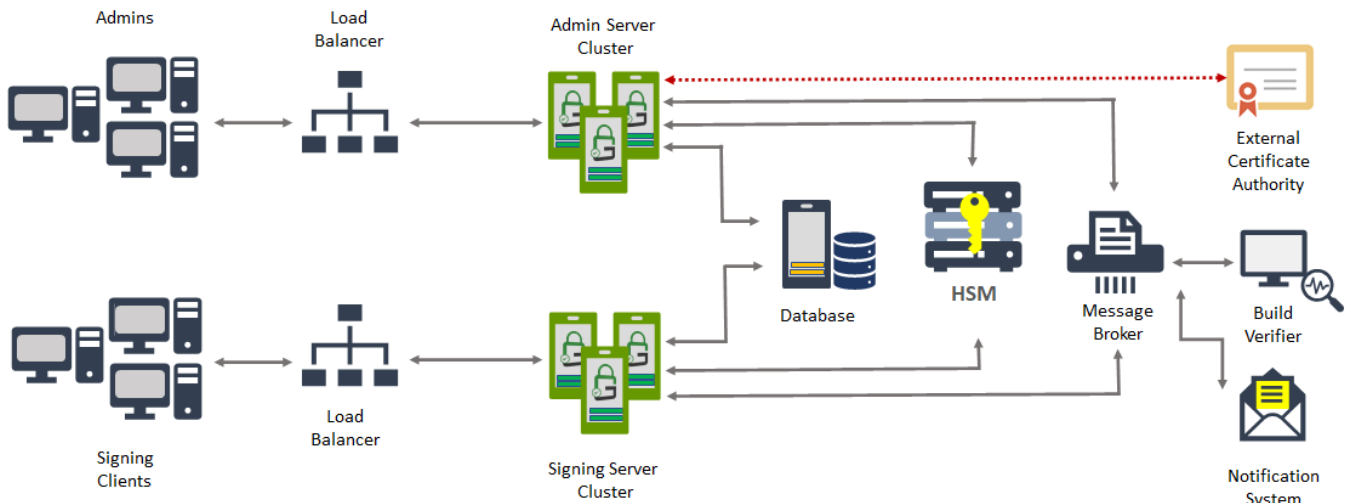 Admins
Load
Balancer
Admin Server
Cluster
External
Certificate
Authority
Database
HSM
Message
Broker
Build
Verifier
Load
Balancer
Signing
Clients
Signing Server
Cluster
Notification
System